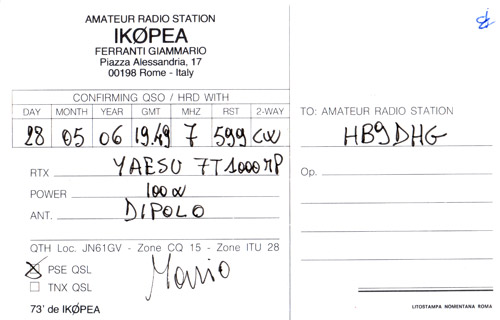 AMATEUR RADIO STATION
IKØPEA
FERRANTI GIAMMARIO
Piazza Alessandria, 17
00198 Rome - Italy
CONFIRMING QSO / HRD WITH
DAY MONTH YEAR GMT MHZ RST 2-WAY
28 05 06 19.49 7 599 CW
RTX YAESU FT1000MP
POWER 100 W
ANT. DIPOLO
QTH Loc. JN61GV - Zone CQ 15 - Zone ITU 28
PSE QSL
TNX QSL
Mario
73' de IKØPEA
TO: AMATEUR RADIO STATION
HB9DHG
Op.
LITOSTAMPA NOMENTANA ROMA